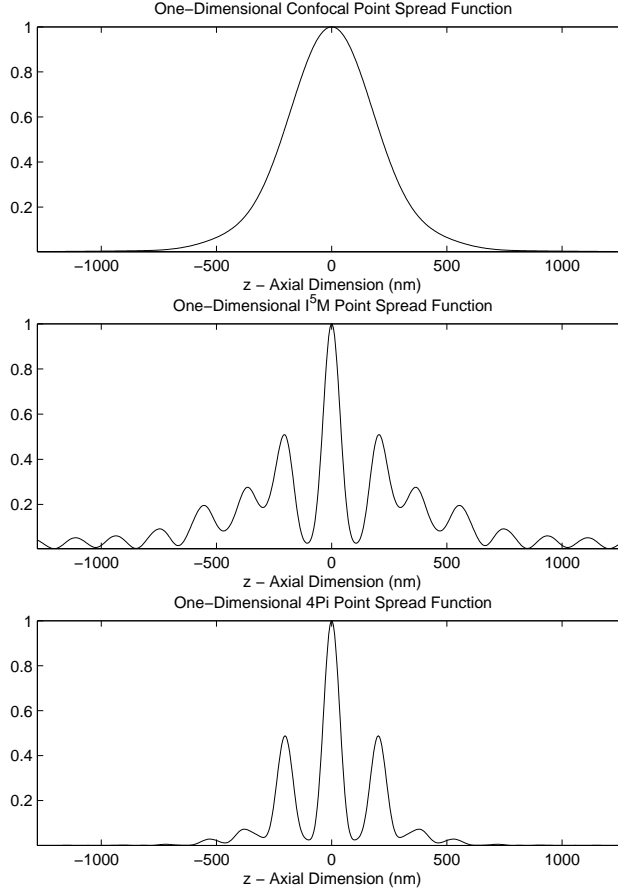 One−Dimensional Confocal Point Spread Function
1
0.8
0.6
0.4
0.2
−1000 −500 0 500 1000
z − Axial Dimension (nm)
One−Dimensional I⁵M Point Spread Function
1
0.8
0.6
0.4
0.2
−1000 −500 0 500 1000
z − Axial Dimension (nm)
One−Dimensional 4Pi Point Spread Function
1
0.8
0.6
0.4
0.2
−1000 −500 0 500 1000
z − Axial Dimension (nm)